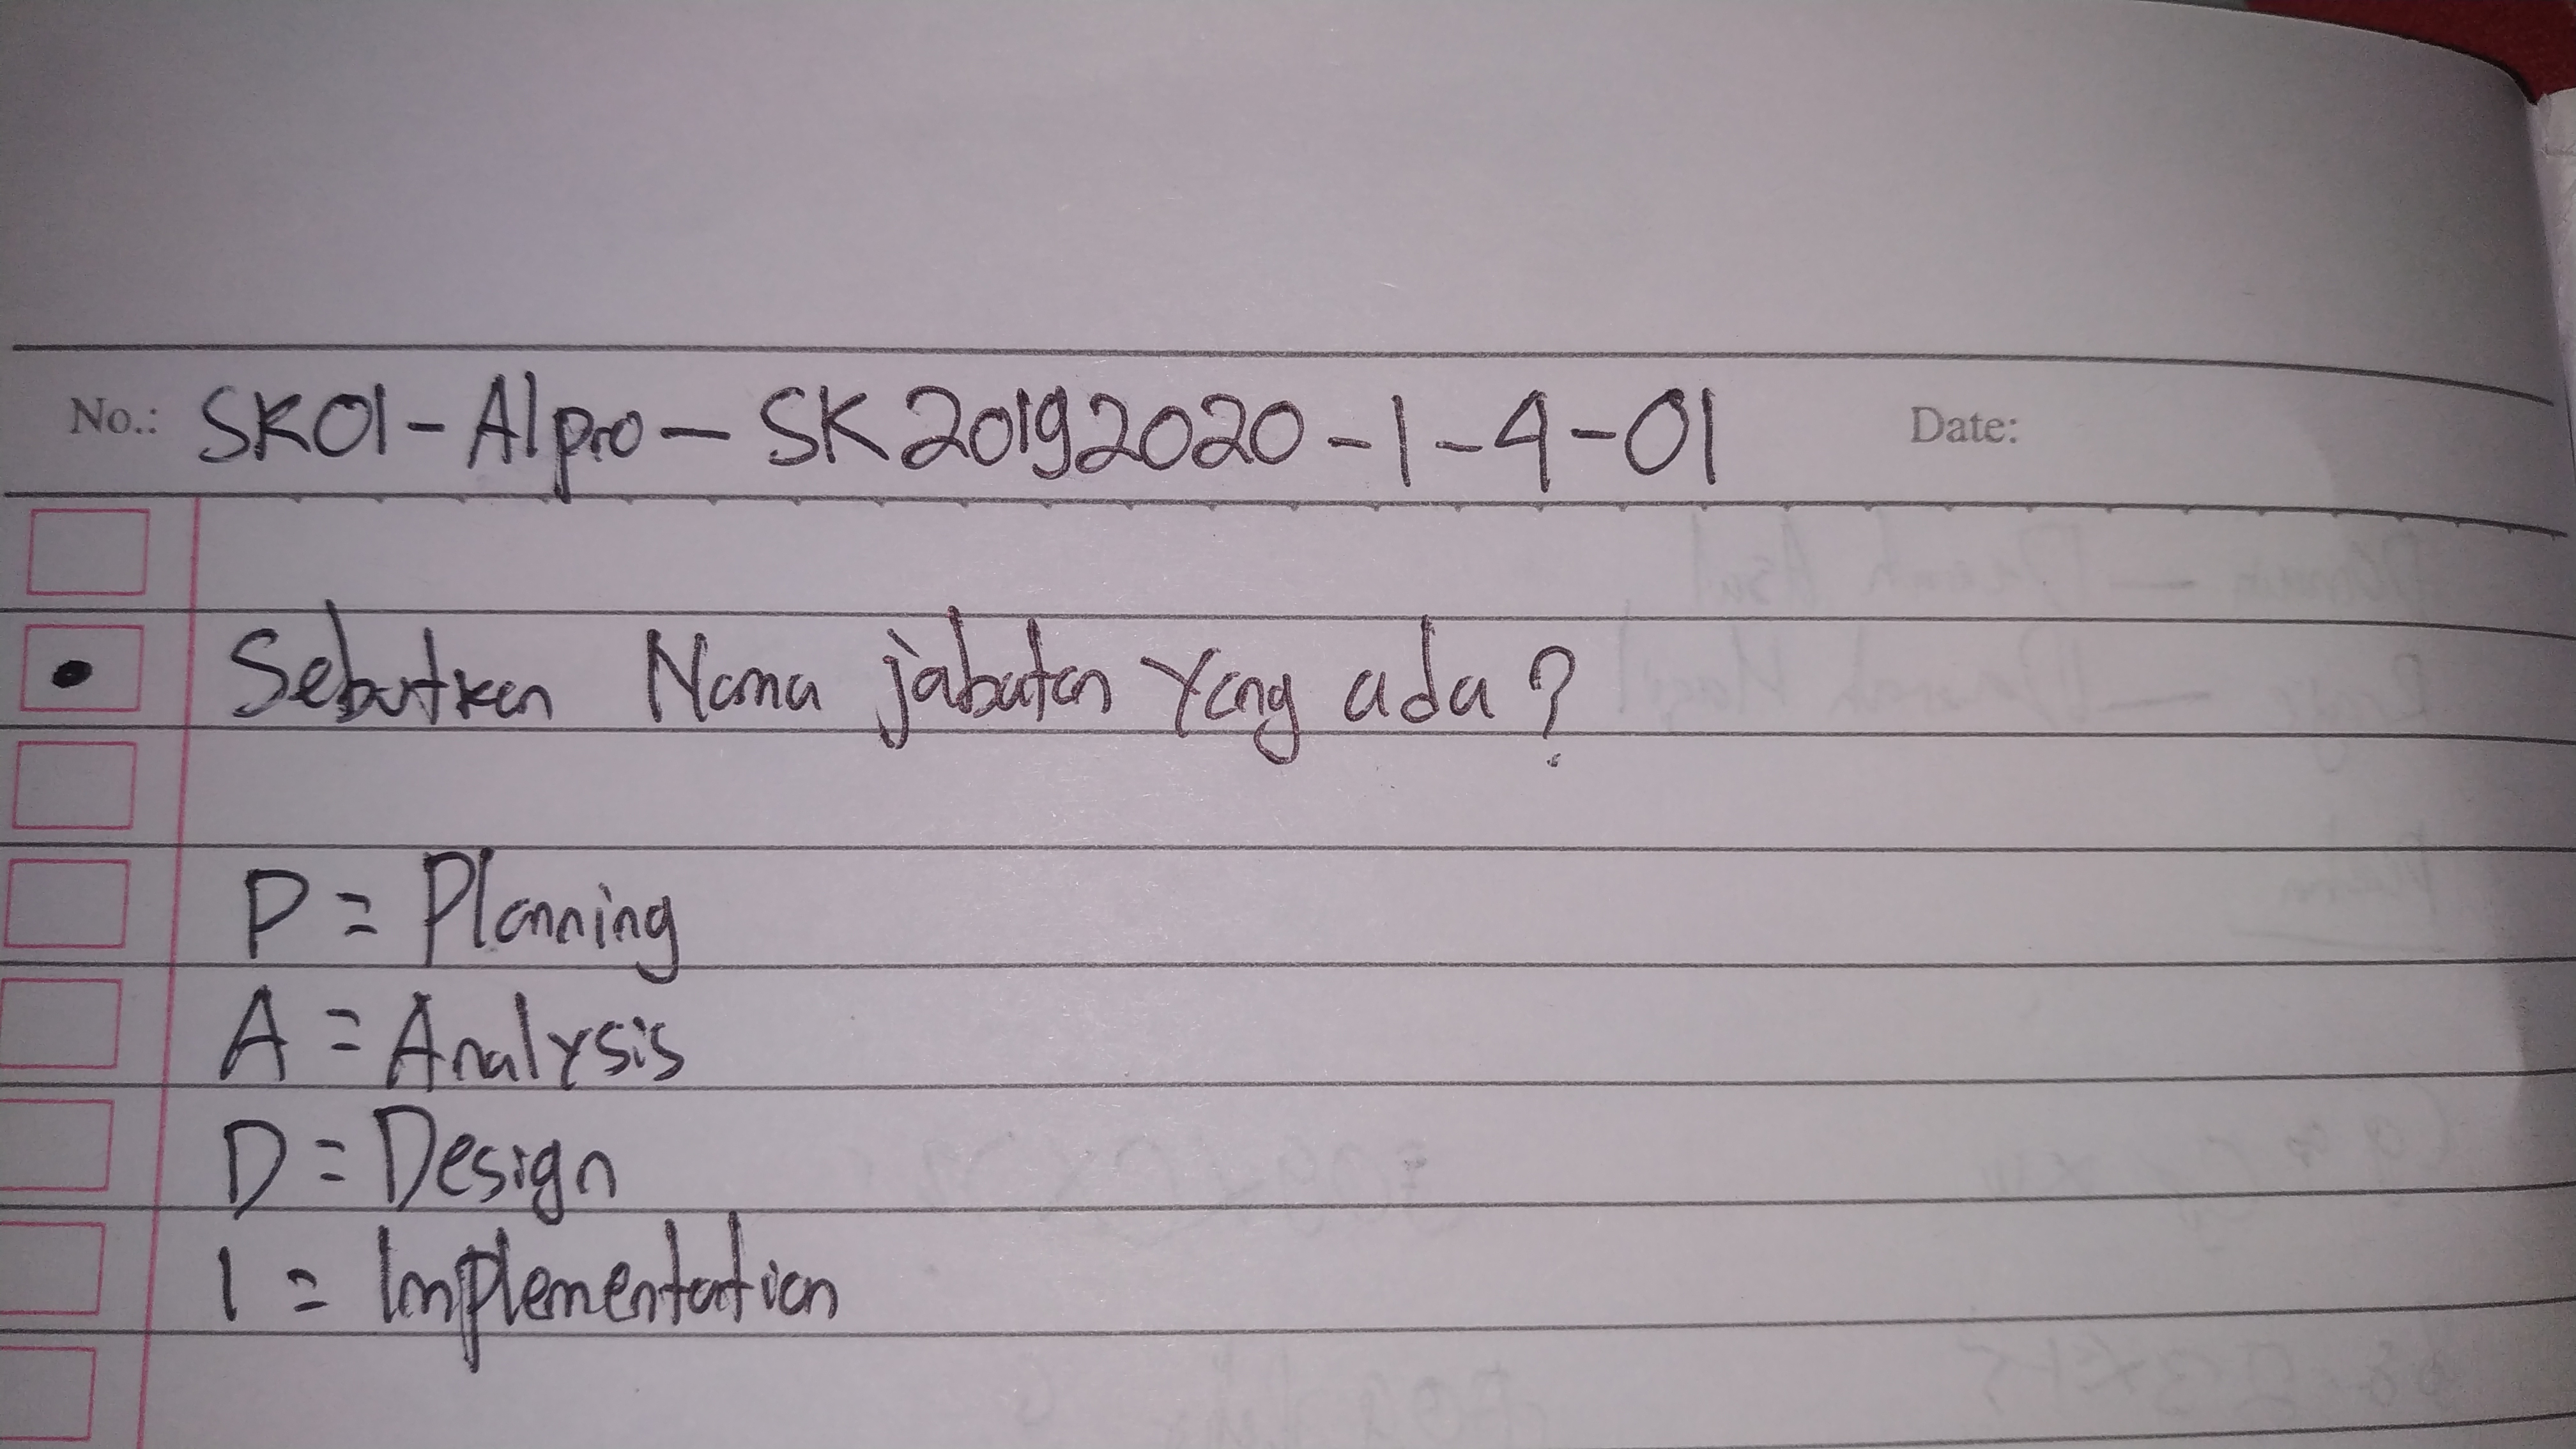 No.: SK01-Alpro-SK20192020-1-4-01 Date:
Sebutkan Nama jabatan Yang ada?
P = Planning
A = Analysis
D = Design
I = Implementation